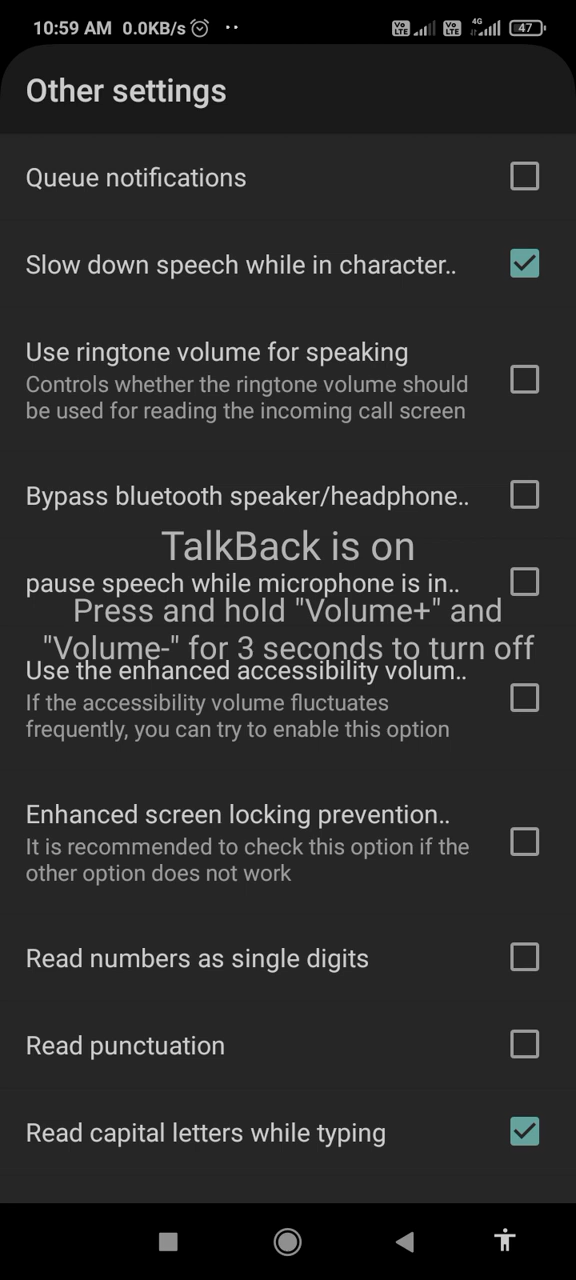 10:59 AM 0.0KB/s ··
Vo LTE Vo LTE 4G 47
Other settings
Queue notifications
Slow down speech while in character..
Use ringtone volume for speaking
Controls whether the ringtone volume should
be used for reading the incoming call screen
Bypass bluetooth speaker/headphone..
TalkBack is on
pause speech while microphone is in..
Press and hold "Volume+" and
"Volume-" for 3 seconds to turn off
Use the enhanced accessibility volum..
If the accessibility volume fluctuates
frequently, you can try to enable this option
Enhanced screen locking prevention..
It is recommended to check this option if the
other option does not work
Read numbers as single digits
Read punctuation
Read capital letters while typing